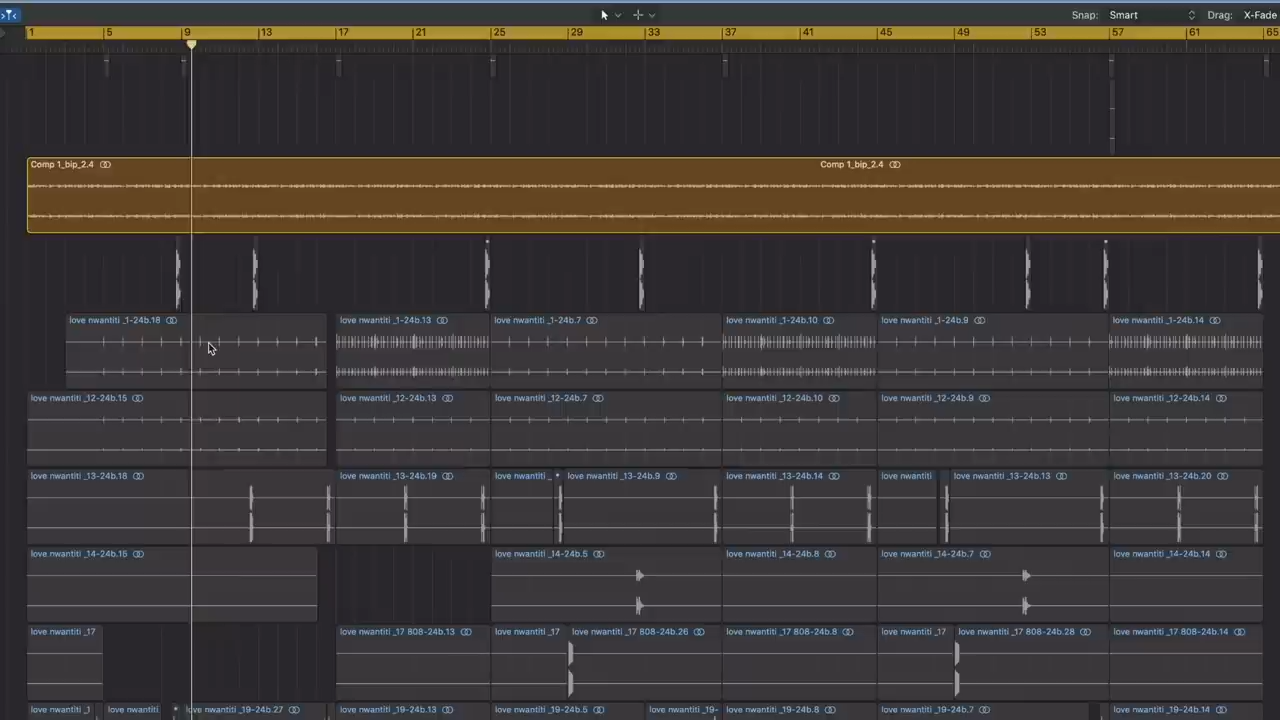 Snap: Smart Drag: X-Fade
1 5 9 13 17 21 25 29 33 37 41 45 49 53 57 61 65
Comp 1_bip_2.4 Comp 1_bip_2.4
love nwantiti _1-24b.18 love nwantiti _1-24b.13 love nwantiti _1-24b.7 love nwantiti _1-24b.10 love nwantiti _1-24b.9 love nwantiti _1-24b.14
love nwantiti _12-24b.15 love nwantiti _12-24b.13 love nwantiti _12-24b.7 love nwantiti _12-24b.10 love nwantiti _12-24b.9 love nwantiti _12-24b.14
love nwantiti _13-24b.18 love nwantiti _13-24b.19 love nwantiti _ love nwantiti _13-24b.9 love nwantiti _13-24b.14 love nwantiti love nwantiti _13-24b.13 love nwantiti _13-24b.20
love nwantiti _14-24b.16 love nwantiti _14-24b.5 love nwantiti _14-24b.8 love nwantiti _14-24b.7 love nwantiti _14-24b.14
love nwantiti _17 love nwantiti _17 808-24b.13 love nwantiti _17 love nwantiti _17 808-24b.26 love nwantiti _17 808-24b.8 love nwantiti _17 love nwantiti _17 808-24b.28 love nwantiti _17 808-24b.14
love nwantiti _1 love nwantiti love nwantiti _19-24b.27 love nwantiti _19-24b.13 love nwantiti _19-24b.5 love nwantiti _19- love nwantiti _19-24b.8 love nwantiti _19-24b.7 love nwantiti _19-24b.14